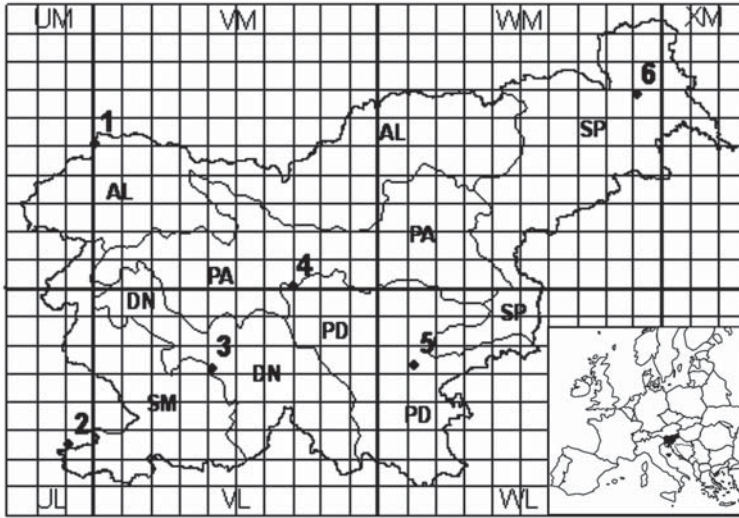 UM VM WM XM
6
1
AL SP
AL
PA
4
PA
DN SP
PD
3 5
DN
SM
PD
2
UL VL WL